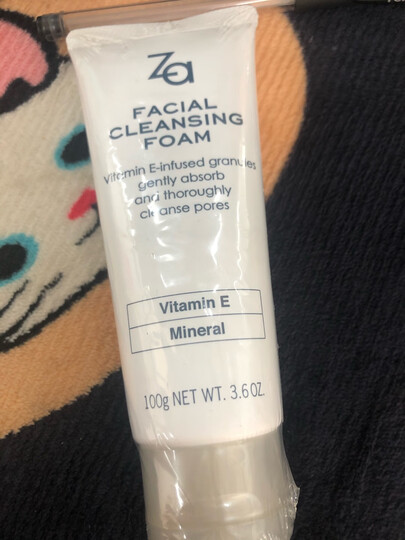 Za
FACIAL
CLEANSING
FOAM
Vitamin E-infused granules
gently absorb
and thoroughly
cleanse pores
Vitamin E
Mineral
100g NET WT. 3.6 OZ.